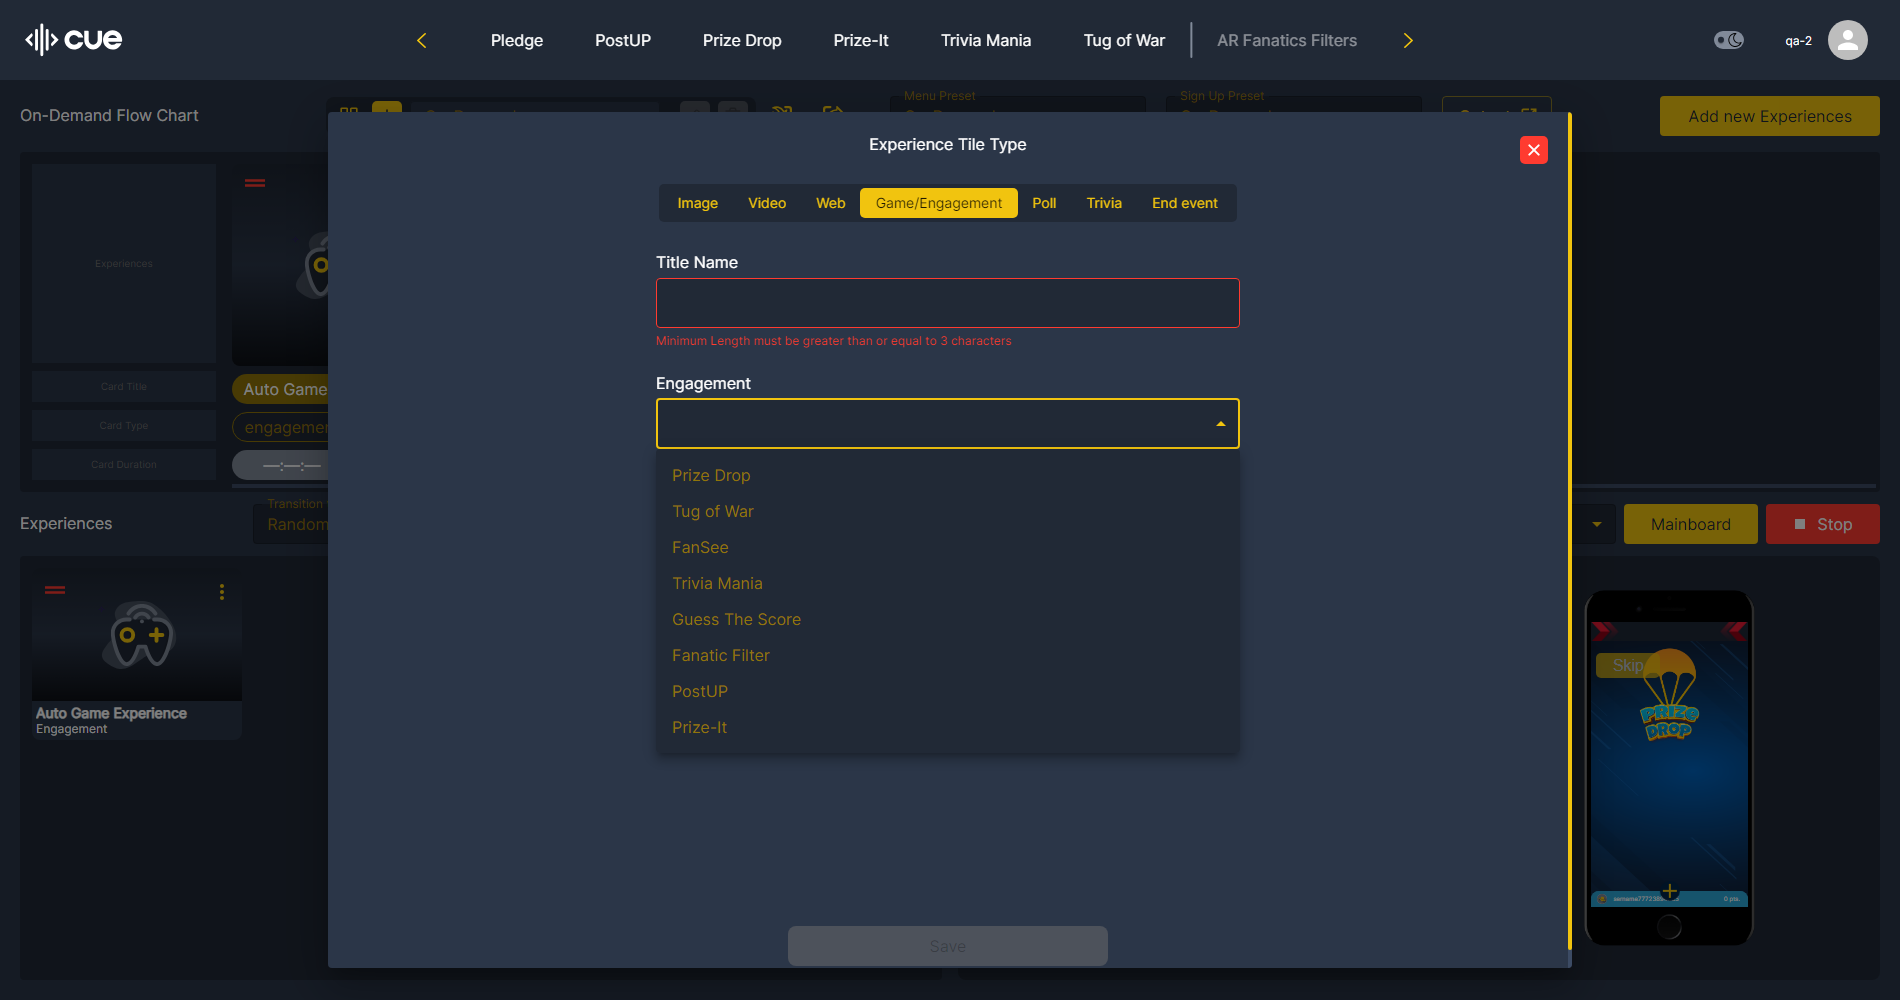 cue
Pledge
PostUP
Prize Drop
Prize-It
Trivia Mania
Tug of War
AR Fanatics Filters
qa-2
On-Demand Flow Chart
Menu Preset
Sign Up Preset
Add new Experiences
Experience Tile Type
Image
Video
Web
Game/Engagement
Poll
Trivia
End event
Title Name
Minimum Length must be greater than or equal to 3 characters
Engagement
Prize Drop
Tug of War
FanSee
Trivia Mania
Guess The Score
Fanatic Filter
PostUP
Prize-It
Save
Experiences
Card Title
Card Type
Card Duration
Auto Game
engagemen
—:—:—
Experiences
Transition
Random
Mainboard
Stop
Auto Game Experience
Engagement
Skip
PRIZE
DROP
0 pts.